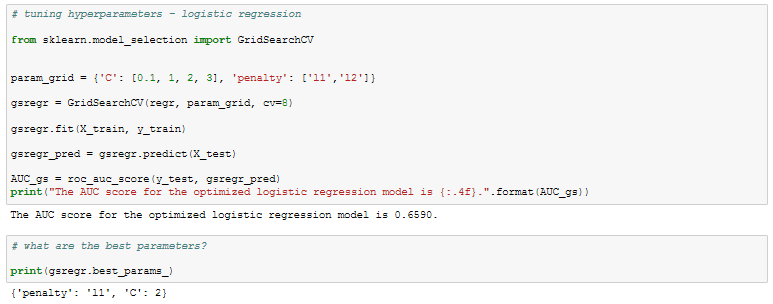 # tuning hyperparameters - logistic regression
from sklearn.model_selection import GridSearchCV
param_grid = {'C': [0.1, 1, 2, 3], 'penalty': ['l1','l2']}
gsregr = GridSearchCV(regr, param_grid, cv=8)
gsregr.fit(X_train, y_train)
gsregr_pred = gsregr.predict(X_test)
AUC_gs = roc_auc_score(y_test, gsregr_pred)
print("The AUC score for the optimized logistic regression model is {:.4f}.".format(AUC_gs))
The AUC score for the optimized logistic regression model is 0.6590.
# what are the best parameters?
print(gsregr.best_params_)
{'penalty': 'l1', 'C': 2}